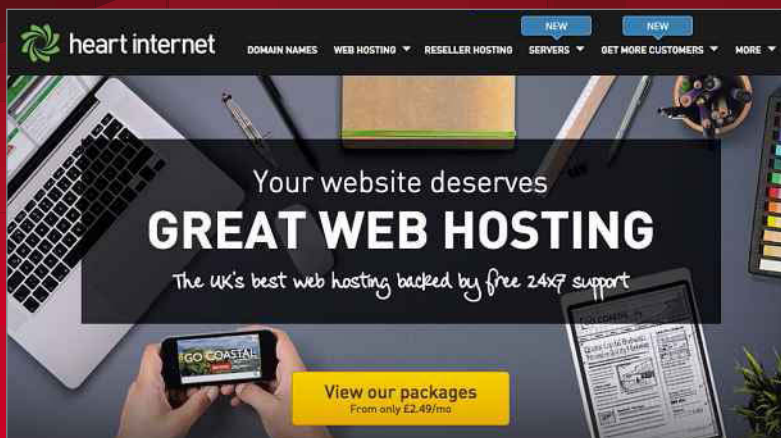 NEW NEW
heart internet DOMAIN NAMES WEB HOSTING RESELLER HOSTING SERVERS GET MORE CUSTOMERS MORE
Your website deserves
GREAT WEB HOSTING
The UK's best web hosting backed by free 24x7 support
GO COASTAL
View our packages
From only £2.49/mo